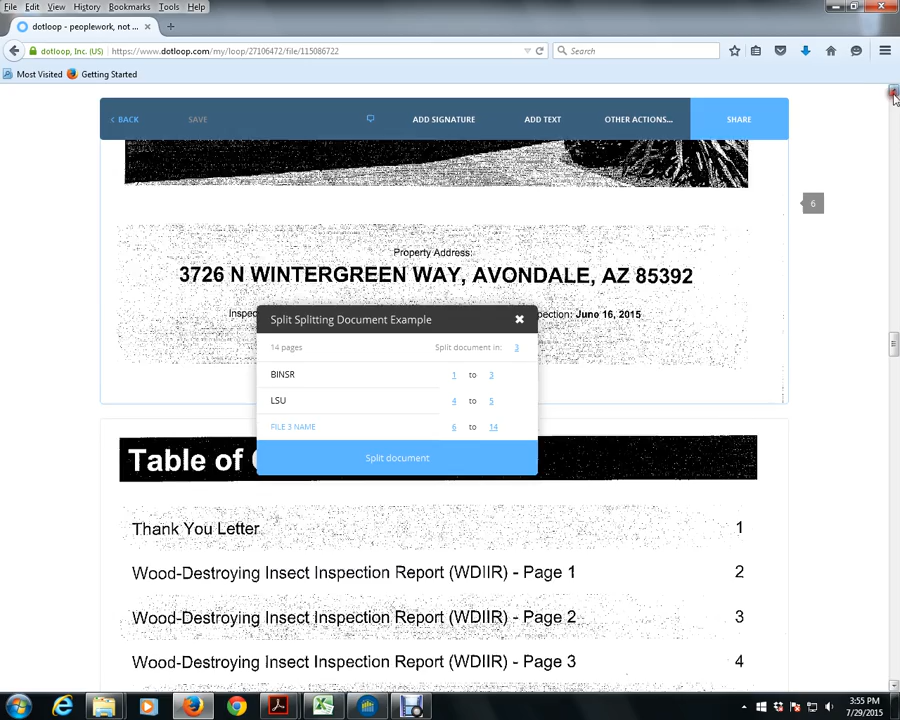 File Edit View History Bookmarks Tools Help
dotloop - peoplework, not ...
dotloop, Inc. (US) https://www.dotloop.com/my/loop/27106472/file/115086722
Search
Most Visited Getting Started
BACK SAVE ADD SIGNATURE ADD TEXT OTHER ACTIONS... SHARE
6
Property Address:
3726 N WINTERGREEN WAY, AVONDALE, AZ 85392
pection: June 16, 2015
Split Splitting Document Example
14 pages Split document in: 3
BINSR 1 to 3
LSU 4 to 5
FILE 3 NAME 6 to 14
Split document
Table of
Thank You Letter 1
Wood-Destroying Insect Inspection Report (WDIIR) - Page 1 2
Wood-Destroying Insect Inspection Report (WDIIR) - Page 2 3
Wood-Destroying Insect Inspection Report (WDIIR) - Page 3 4
3:55 PM
7/29/2015